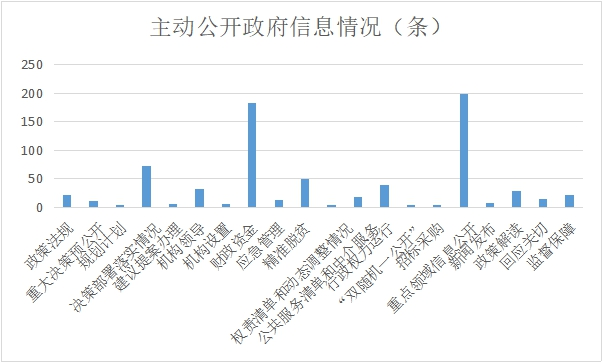 主动公开政府信息情况（条）
250
200
150
100
50
0
政策法规
重大决策预公开
规划计划
决策部署落实情况
建议提案办理
机构领导
机构设置
财政资金
应急管理
精准脱贫
权责清单和动态调整情况
公共服务清单和中介服务
行政权力运行
“双随机一公开”
招标采购
重点领域信息公开
新闻发布
政策解读
回应关切
监督保障